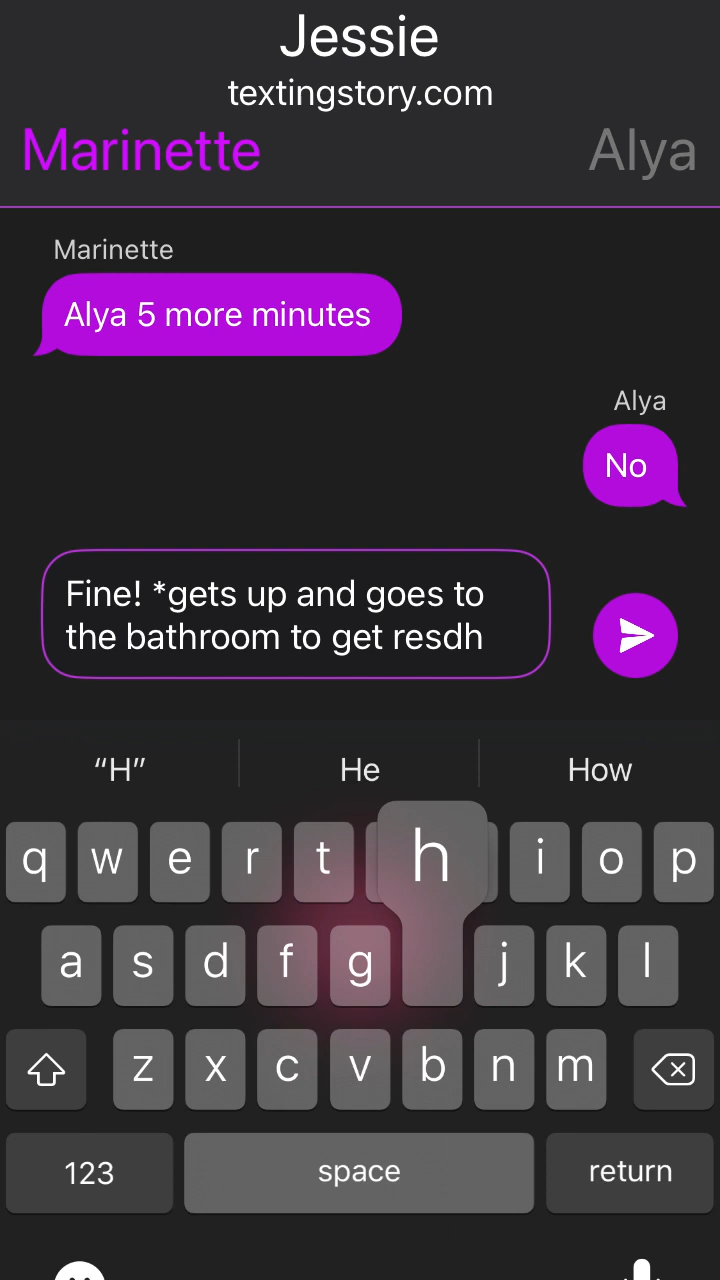 Jessie
textingstory.com
Marinette Alya
Marinette
Alya 5 more minutes
Alya
No
Fine! *gets up and goes to
the bathroom to get resdh
“H” He How
q w e r t h i o p
a s d f g j k l
z x c v b n m
123 space return